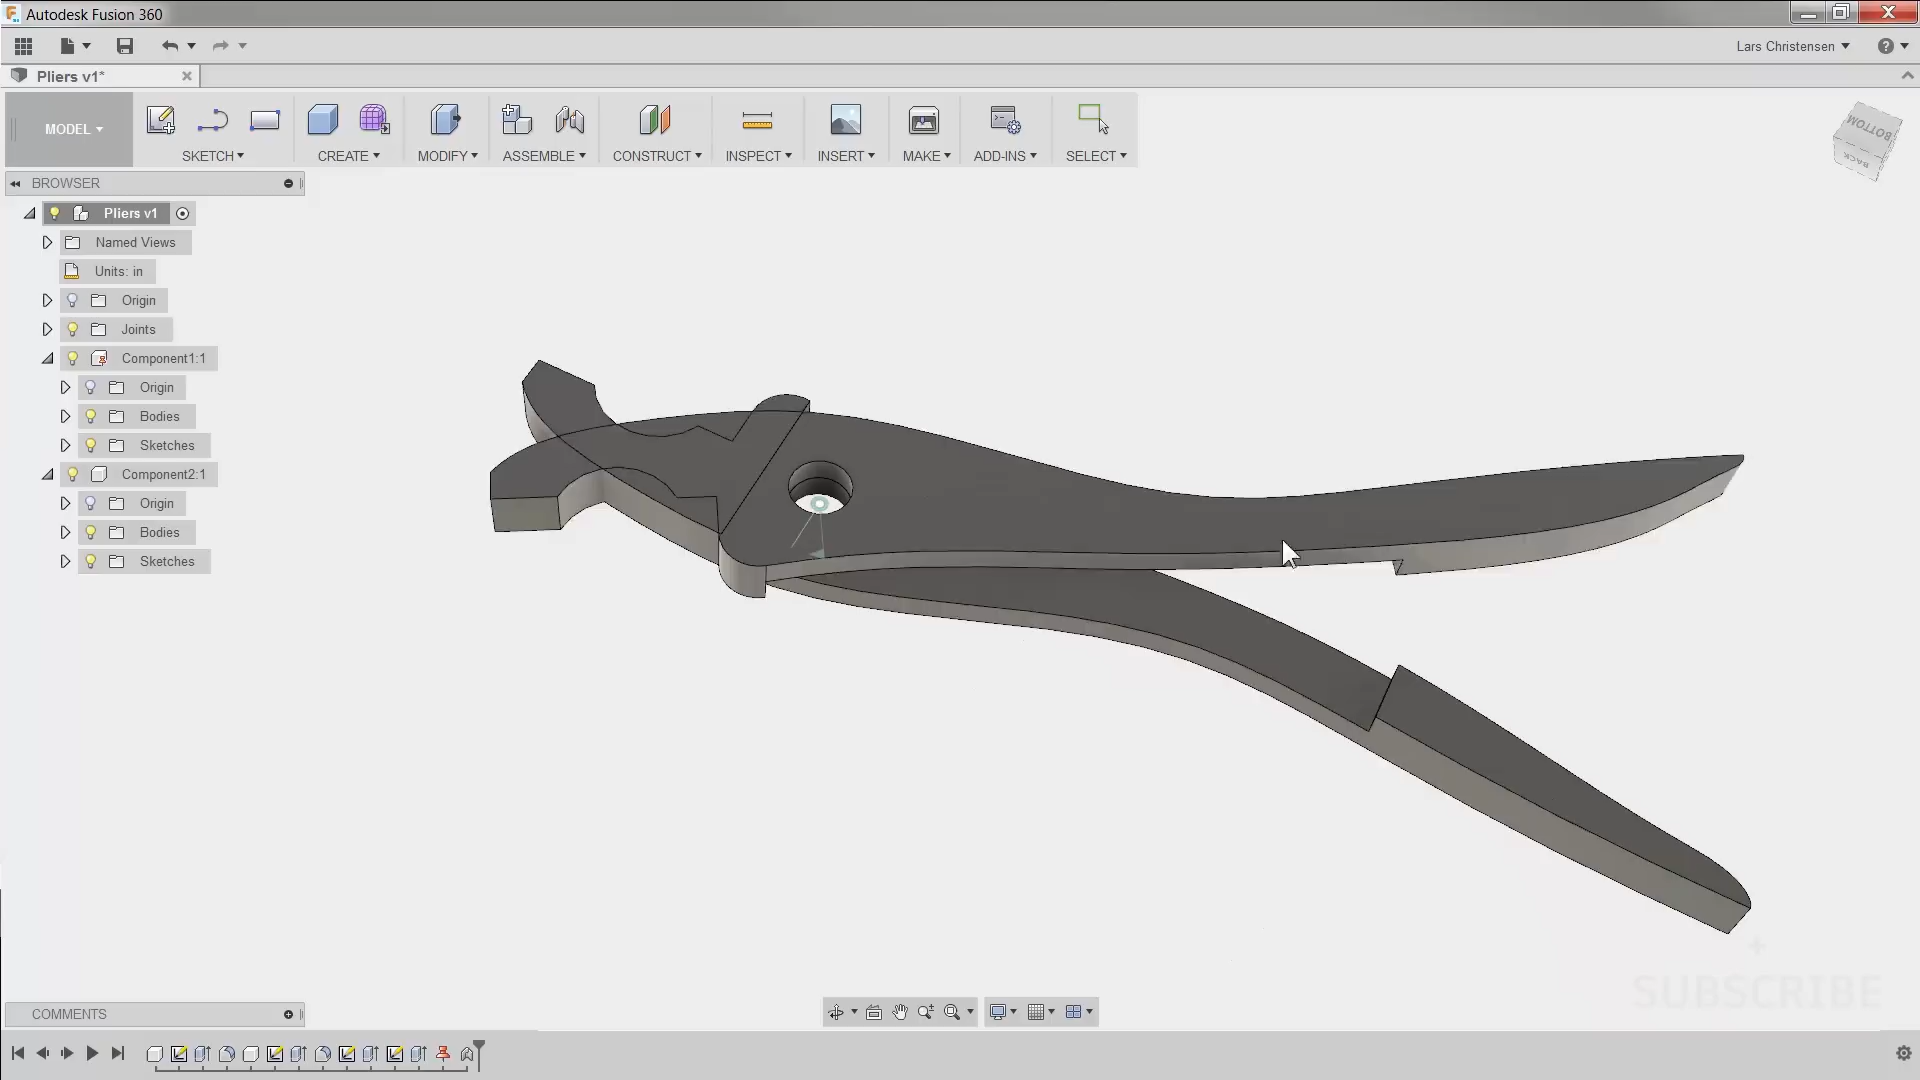 Autodesk Fusion 360
Lars Christensen
Pliers v1*
MODEL
SKETCH
CREATE
MODIFY
ASSEMBLE
CONSTRUCT
INSPECT
INSERT
MAKE
ADD-INS
SELECT
BOTTOM
BACK
BROWSER
Pliers v1
Named Views
Units: in
Origin
Joints
Component1:1
Origin
Bodies
Sketches
Component2:1
Origin
Bodies
Sketches
SUBSCRIBE
COMMENTS